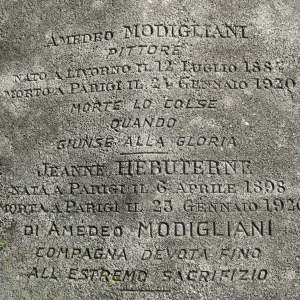 AMEDEO MODIGLIANI
PITTORE
NATO A LIVORNO IL 12 LUGLIO 1884
MORTO A PARIGI IL 24 GENNAIO 1920
MORTE LO COLSE
QUANDO
GIUNSE ALLA GLORIA
JEANNE HEBUTERNE
NATA A PARIGI IL 6 APRILE 1898
MORTA A PARIGI IL 25 GENNAIO 1920
DI AMEDEO MODIGLIANI
COMPAGNA DEVOTA FINO
ALL ESTREMO SACRIFIZIO